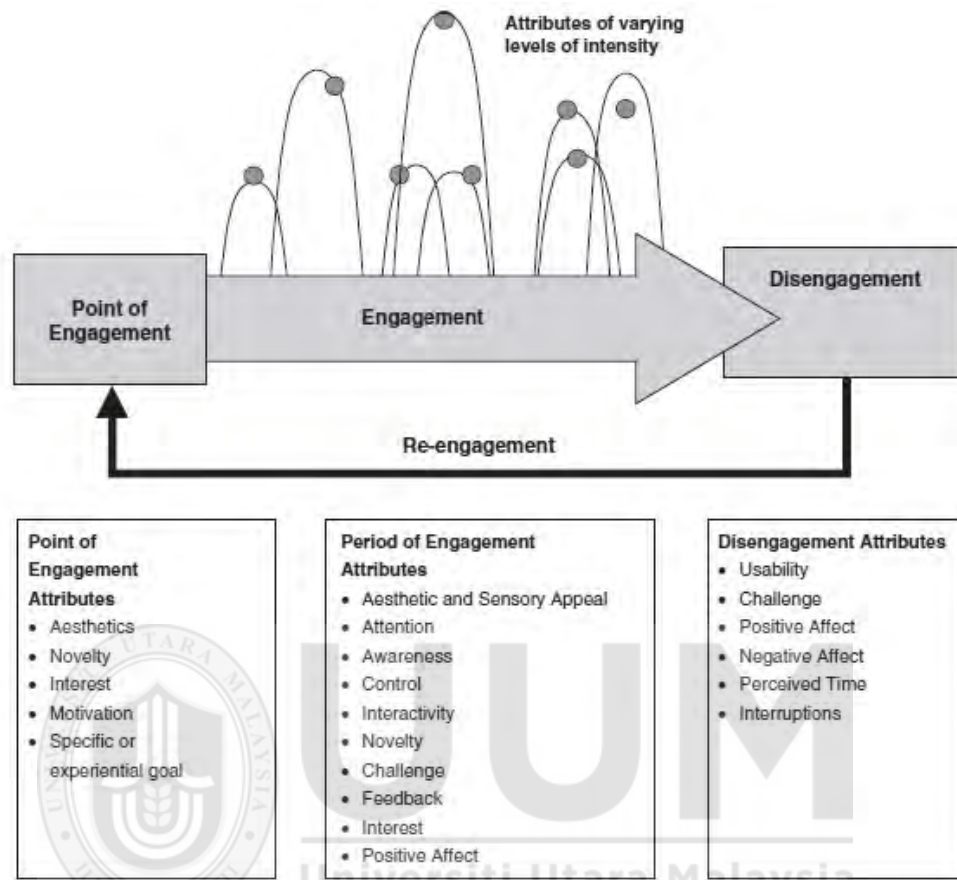 Attributes of varying
levels of intensity
Point of
Engagement
Engagement
Disengagement
Re-engagement
Point of
Engagement
Attributes
• Aesthetics
• Novelty
• Interest
• Motivation
• Specific or
experiential goal
Period of Engagement
Attributes
• Aesthetic and Sensory Appeal
• Attention
• Awareness
• Control
• Interactivity
• Novelty
• Challenge
• Feedback
• Interest
• Positive Affect
Disengagement Attributes
• Usability
• Challenge
• Positive Affect
• Negative Affect
• Perceived Time
• Interruptions
UTARA MALAYSIA
UUM
Universiti Utara Malaysia